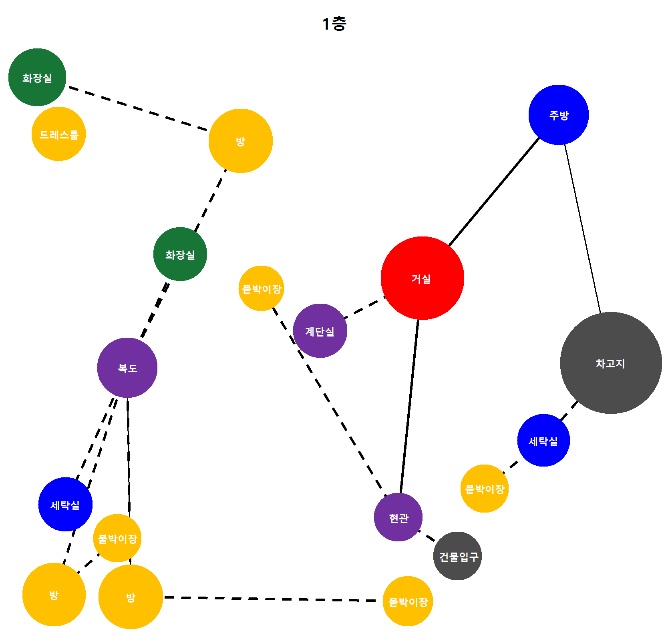 1층
화장실
드레스룸
방
주방
화장실
거실
붙박이장
계단실
복도
차고지
세탁실
붙박이장
세탁실
현관
붙박이장
건물입구
방
방
붙박이장